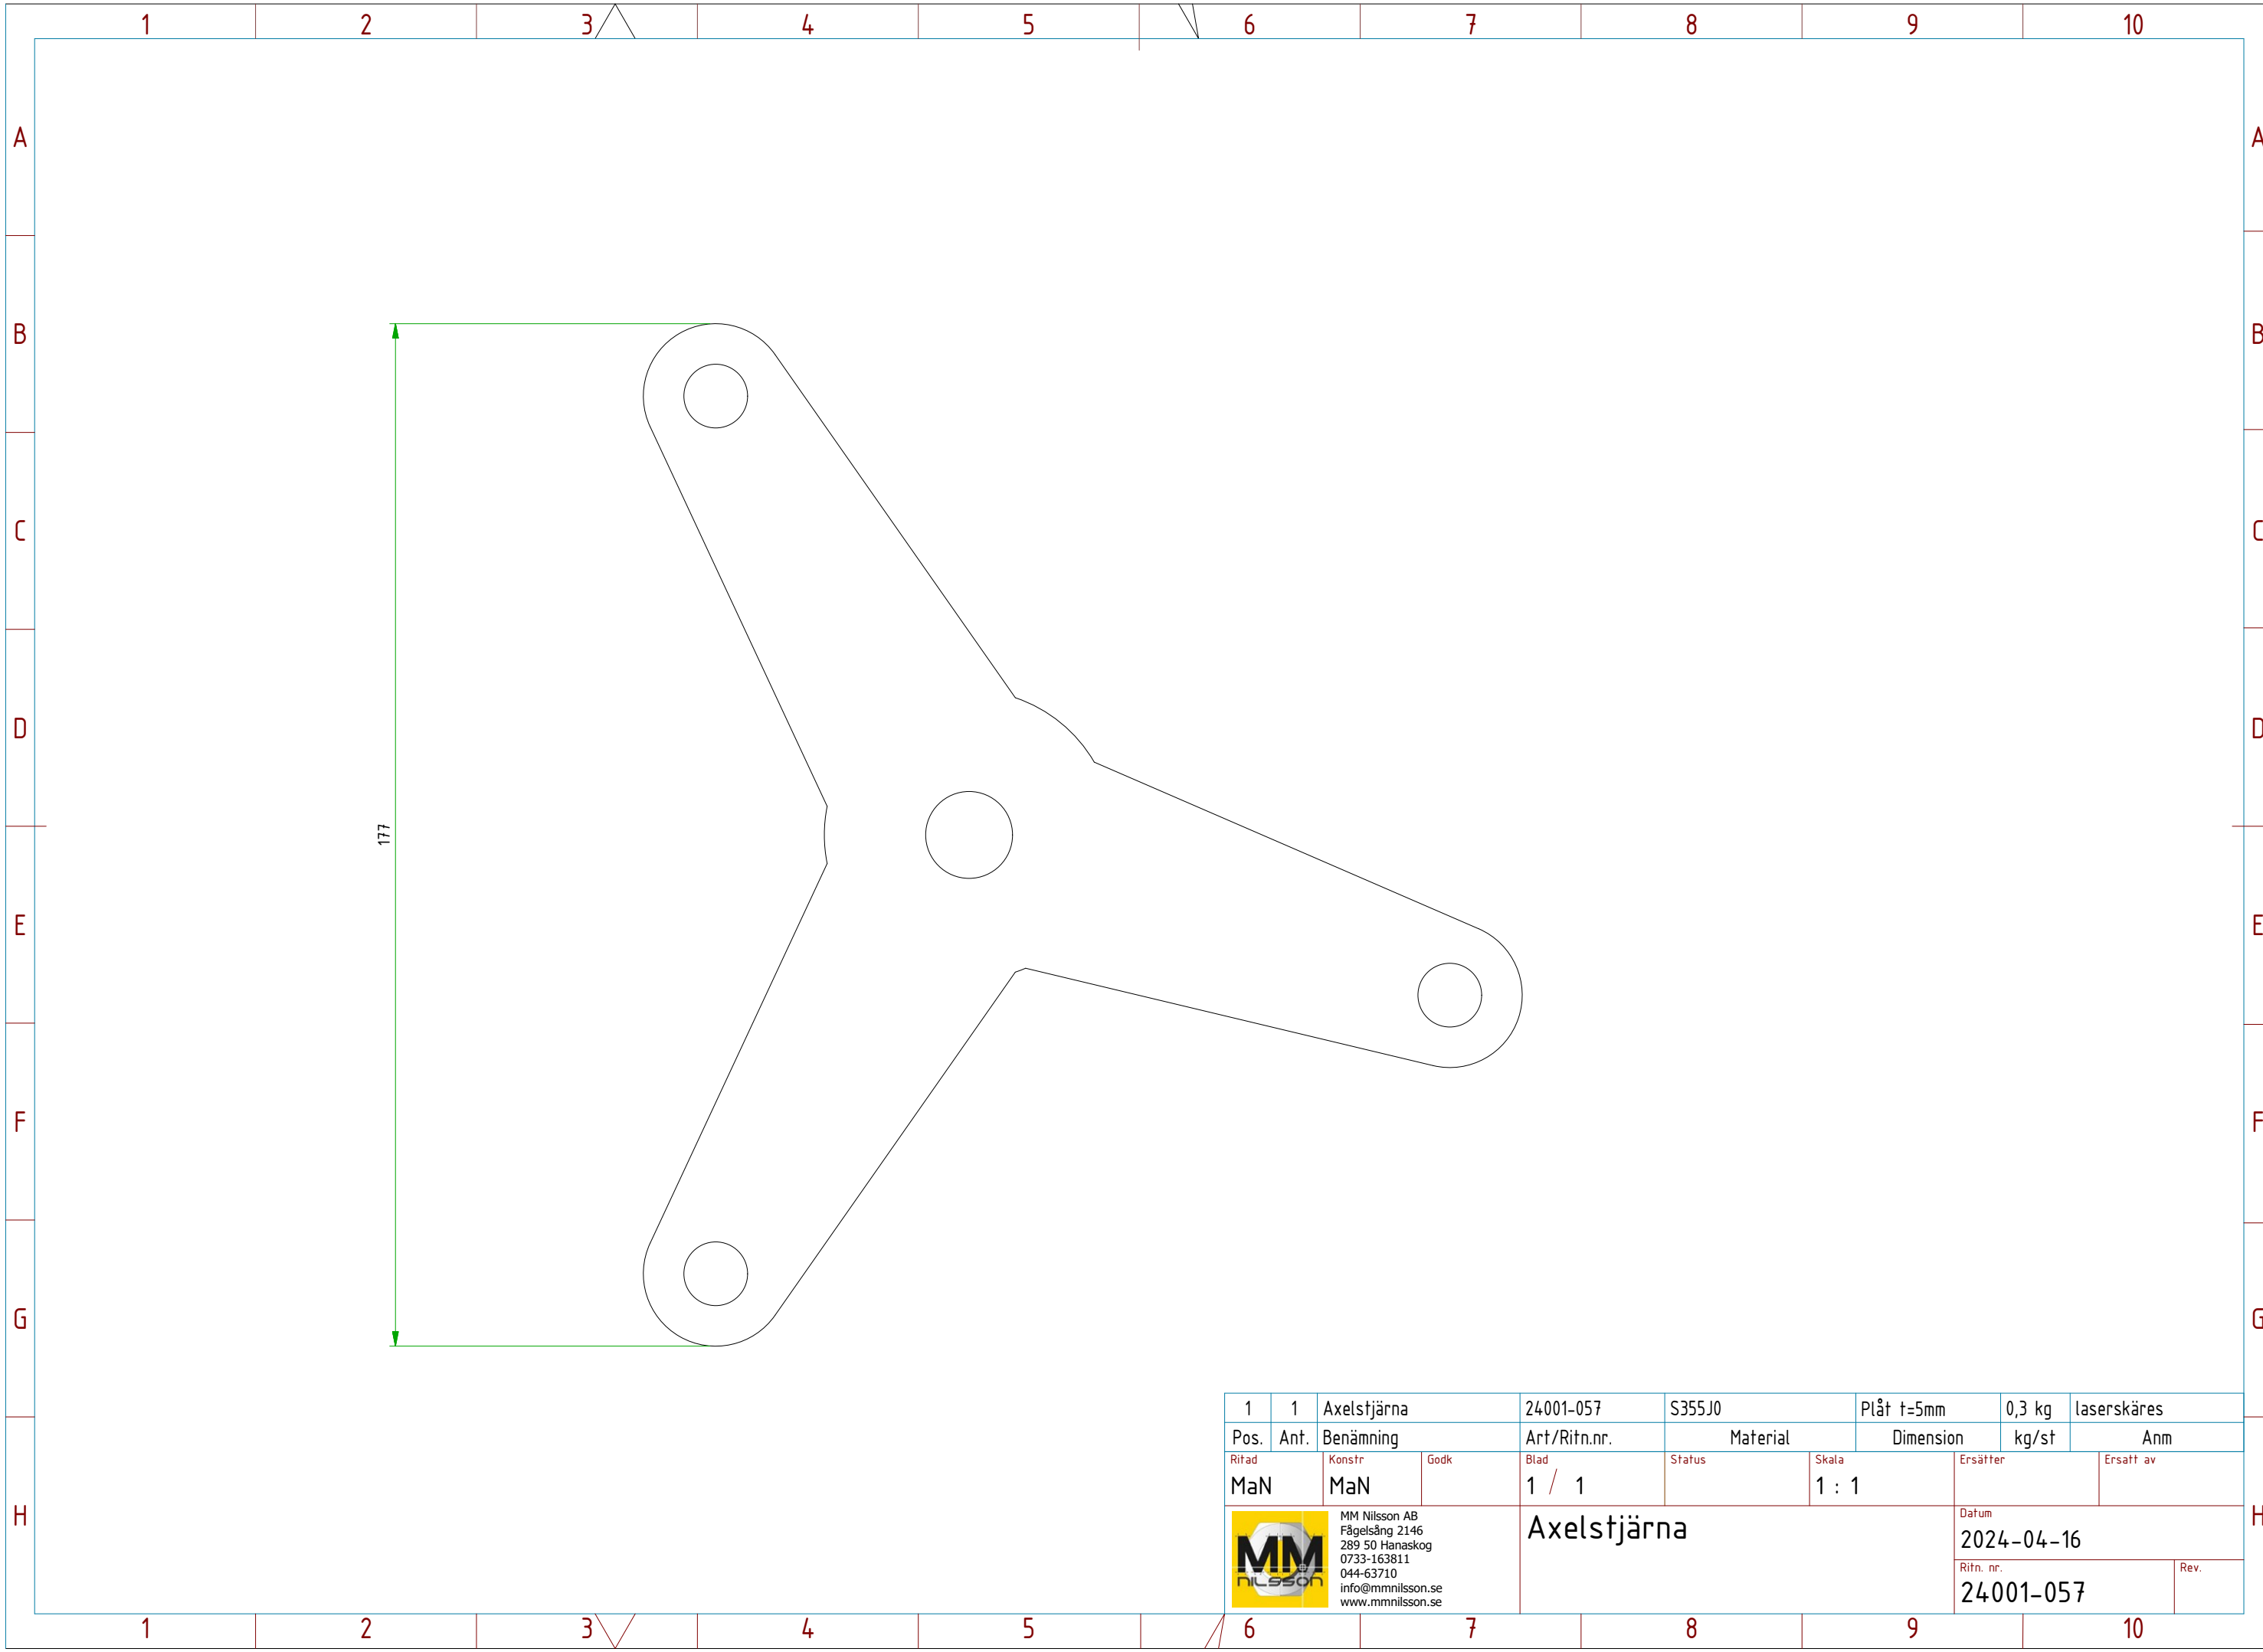 1 2 3 4 5 6 7 8 9 10
A A
B B
C C
D D
177
E E
F F
G G
1 1 Axelstjärna 24001-057 S355J0 Plåt t=5mm 0,3 kg laserskäres
Pos. Ant. Benämning Art/Ritn.nr. Material Dimension kg/st Anm
Ritad Konstr Godk Blad Status Skala Ersätter Ersatt av
MaN MaN 1 / 1 1 : 1
H H
MM nilsson
MM Nilsson AB
Fågelsång 2146
289 50 Hanaskog
0733-163811
044-63710
info@mmnilsson.se
www.mmnilsson.se
Axelstjärna
Datum
2024-04-16
Ritn. nr. Rev.
24001-057
1 2 3 4 5 6 7 8 9 10